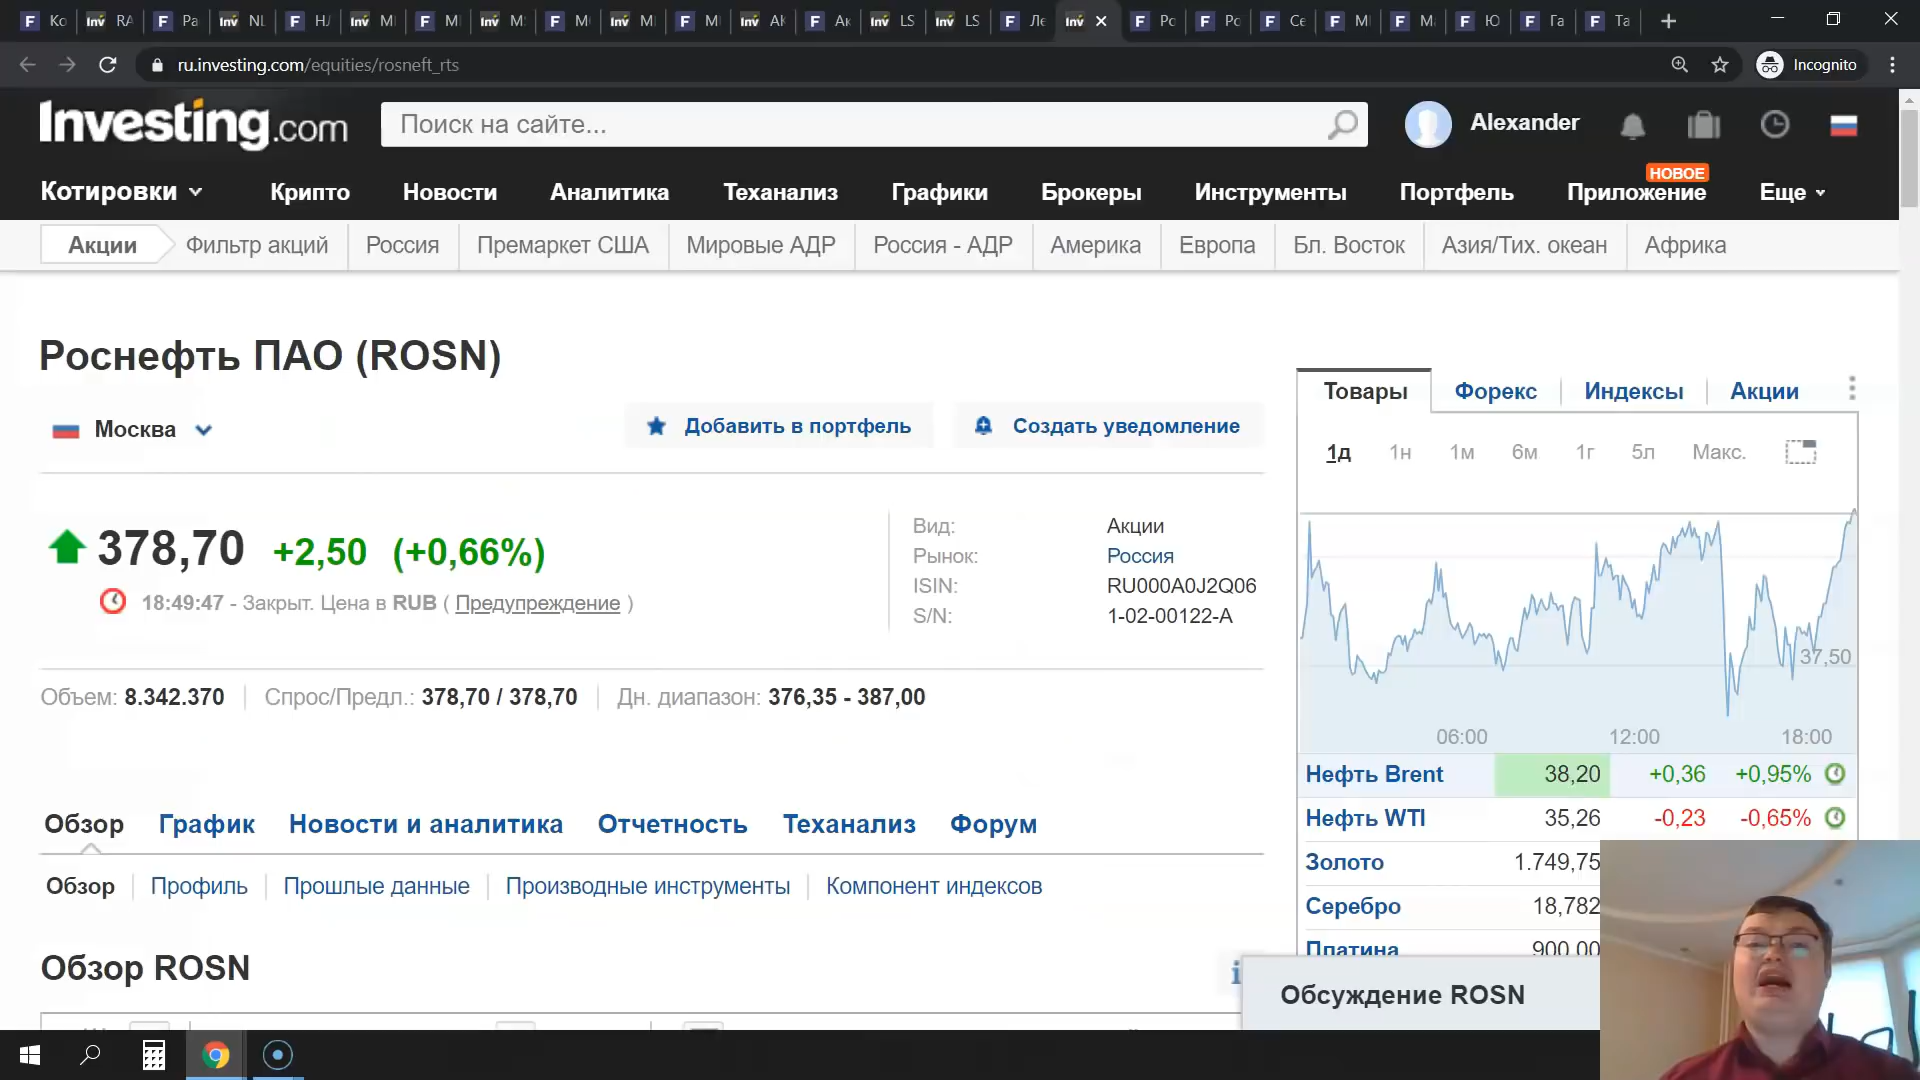 Ko
RA
Pa
NL
ru.investing.com/equities/rosneft_rts
Incognito
Investing.com
Поиск на сайте...
Alexander
НОВОЕ
Котировки
Крипто
Новости
Аналитика
Теханализ
Графики
Брокеры
Инструменты
Портфель
Приложение
Еще
Акции
Фильтр акций
Россия
Премаркет США
Мировые АДР
Россия - АДР
Америка
Европа
Бл. Восток
Азия/Тих. океан
Африка
Роснефть ПАО (ROSN)
Москва
Добавить в портфель
Создать уведомление
378,70 +2,50 (+0,66%)
18:49:47 - Закрыт. Цена в RUB ( Предупреждение )
Вид: Акции
Рынок: Россия
ISIN: RU000A0J2Q06
S/N: 1-02-00122-A
Объем: 8.342.370
Спрос/Предл.: 378,70 / 378,70
Дн. диапазон: 376,35 - 387,00
Обзор
График
Новости и аналитика
Отчетность
Теханализ
Форум
Обзор
Профиль
Прошлые данные
Производные инструменты
Компонент индексов
Обзор ROSN
Товары
Форекс
Индексы
Акции
1д 1н 1м 6м 1г 5л Макс.
37,50
06:00 12:00 18:00
Нефть Brent 38,20 +0,36 +0,95%
Нефть WTI 35,26 -0,23 -0,65%
Золото 1.749,75
Серебро 18,782
Платина 900,00
Обсуждение ROSN